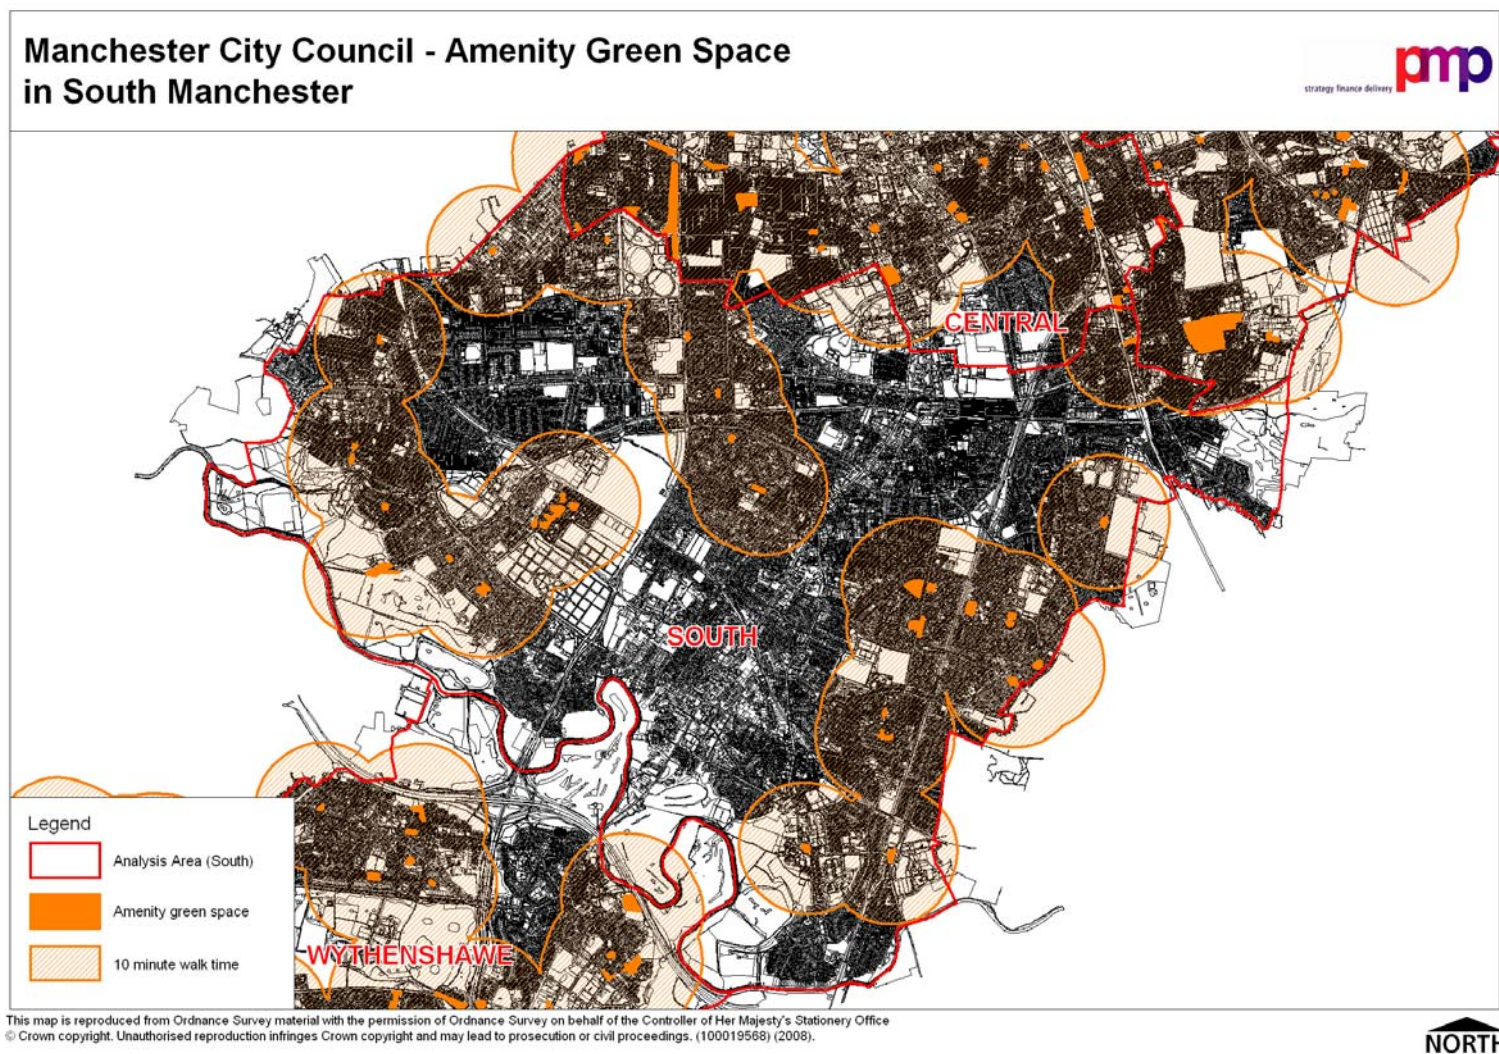 Manchester City Council - Amenity Green Space
in South Manchester
pmp
strategy finance delivery
CENTRAL
SOUTH
WYTHENSHAWE
Legend
Analysis Area (South)
Amenity green space
10 minute walk time
This map is reproduced from Ordnance Survey material with the permission of Ordnance Survey on behalf of the Controller of Her Majesty's Stationery Office
© Crown copyright. Unauthorised reproduction infringes Crown copyright and may lead to prosecution or civil proceedings. (100019568) (2008).
NORTH